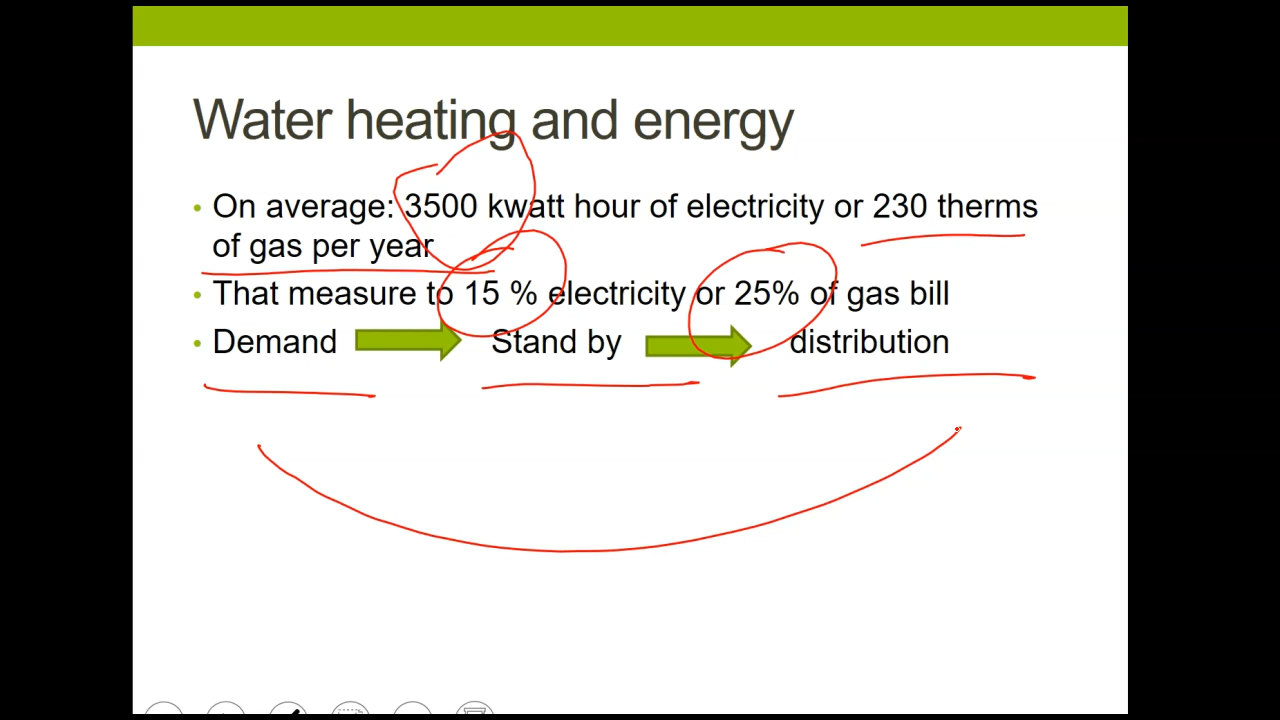 Water heating and energy
• On average: 3500 kwatt hour of electricity or 230 therms
of gas per year
• That measure to 15 % electricity or 25% of gas bill
• Demand Stand by distribution